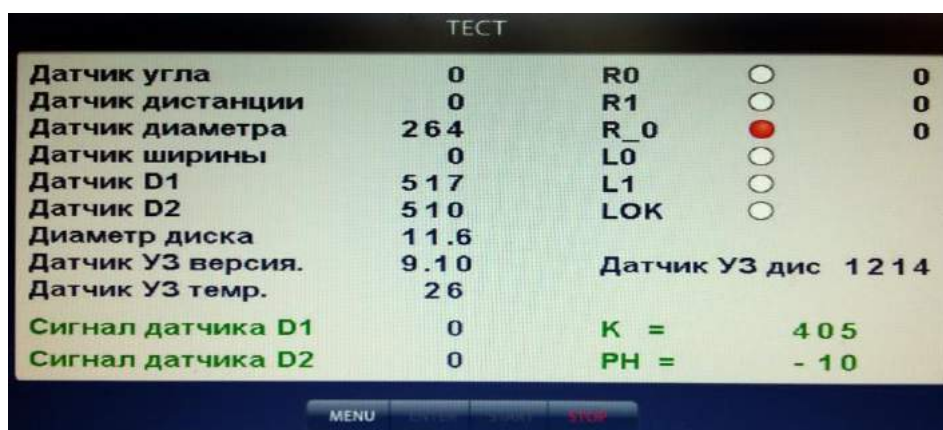 ТЕСТ
Датчик угла 0 R0 0
Датчик дистанции 0 R1 0
Датчик диаметра 264 R_0 0
Датчик ширины 0 L0
Датчик D1 517 L1
Датчик D2 510 LOK
Диаметр диска 11.6
Датчик УЗ версия. 9.10 Датчик УЗ дис 1214
Датчик УЗ темр. 26
Сигнал датчика D1 0 K = 405
Сигнал датчика D2 0 PH = -10
MENU ENTER START STOP